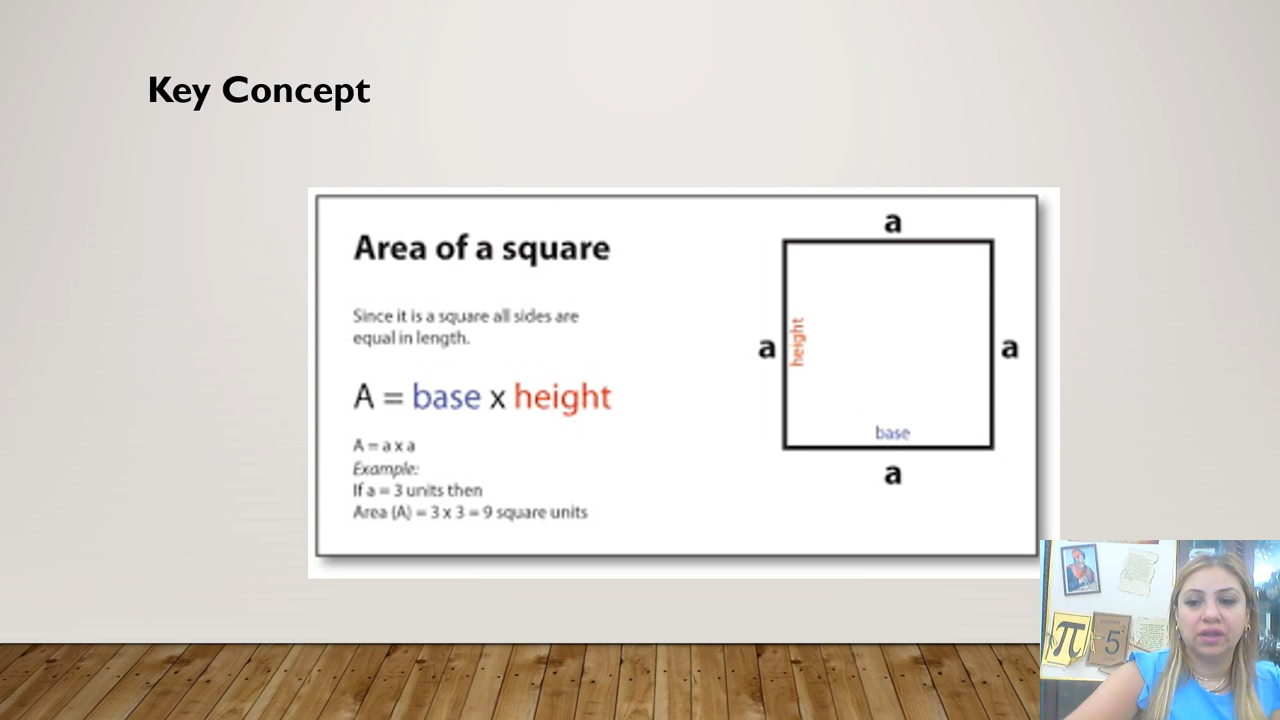 Key Concept
Area of a square
Since it is a square all sides are
equal in length.
A = base x height
A = a x a
Example:
If a = 3 units then
Area (A) = 3 x 3 = 9 square units
a
a
height
a
base
a
π
5